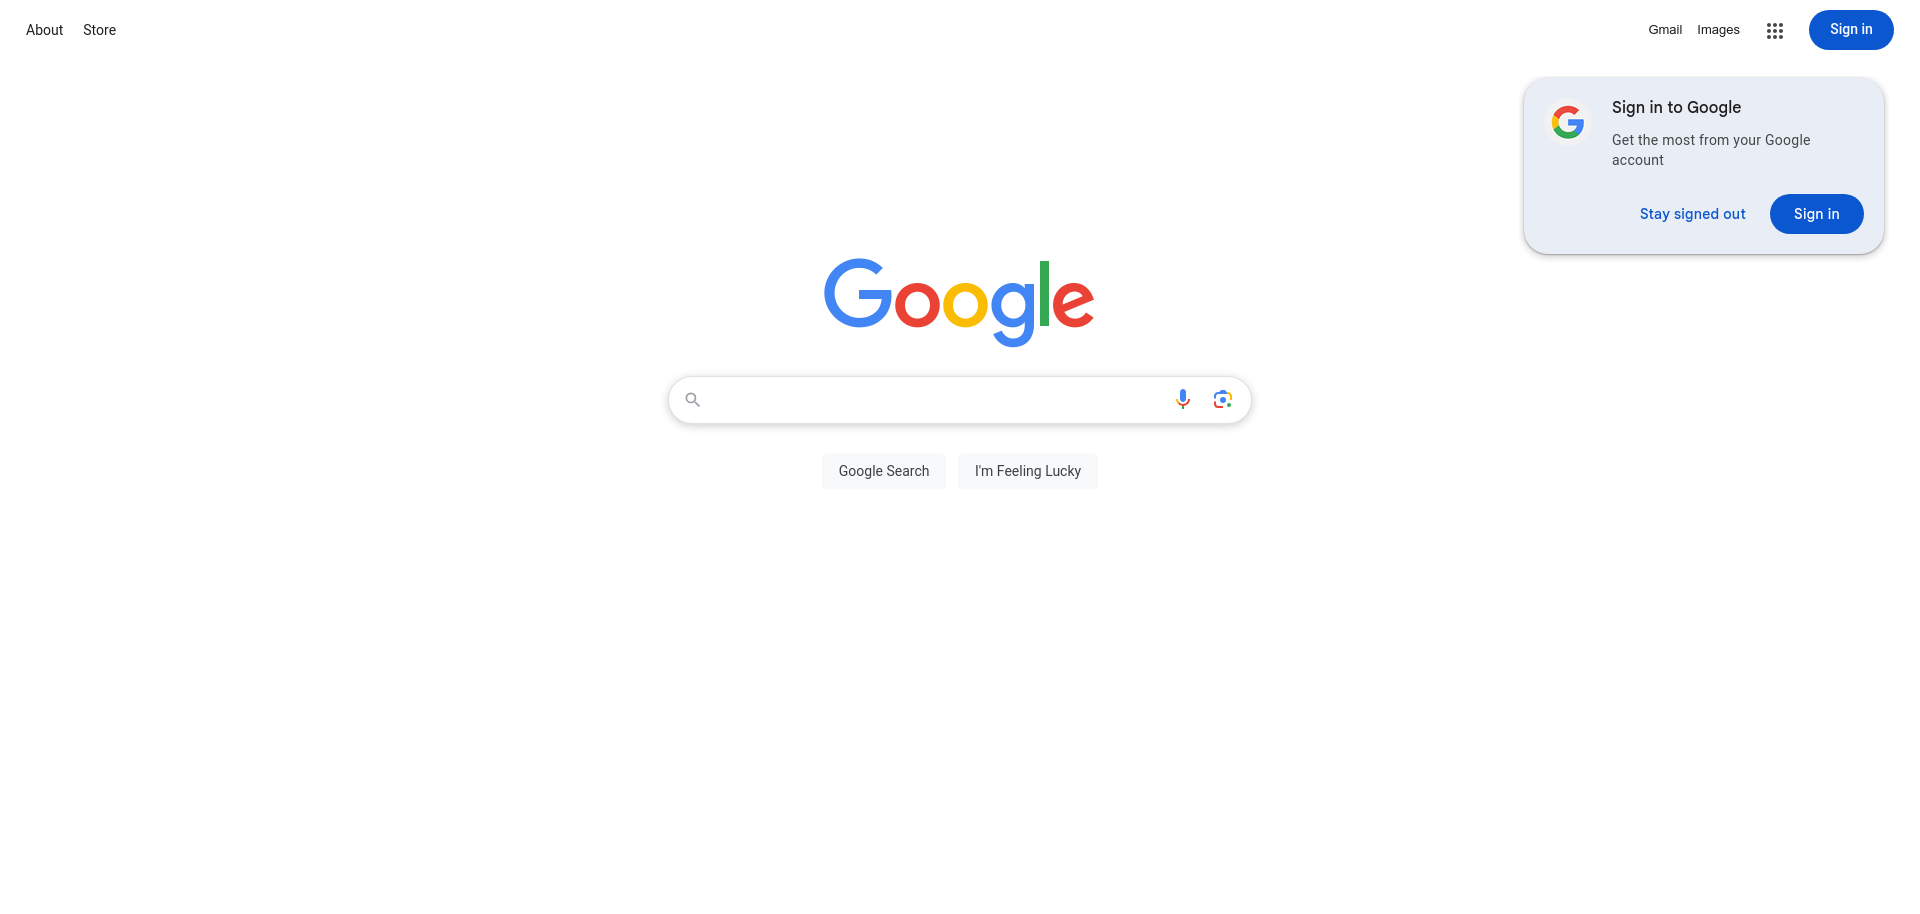 About Store
Gmail Images Sign in
Sign in to Google
Get the most from your Google
account
Stay signed out Sign in
Google
Google Search I'm Feeling Lucky